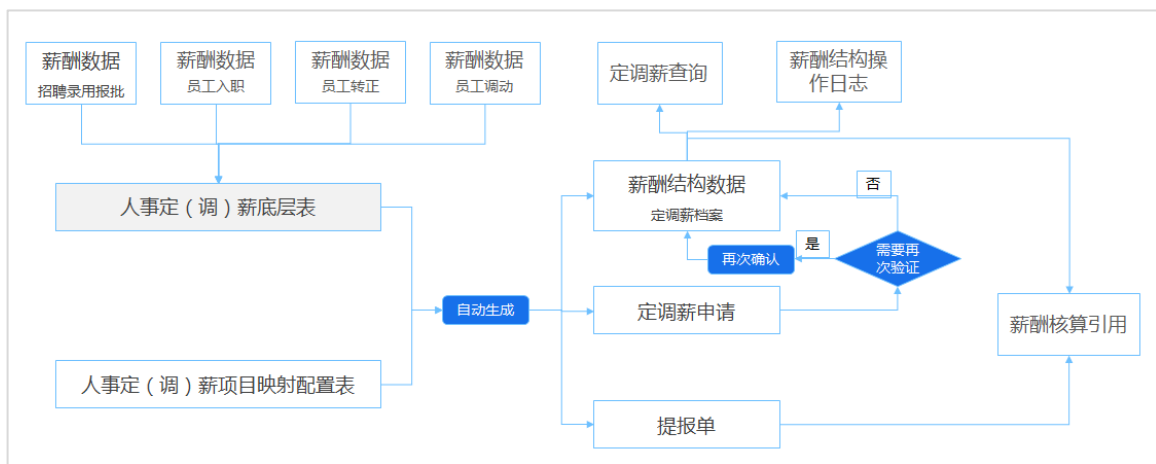 薪酬数据
招聘录用报批
薪酬数据
员工入职
薪酬数据
员工转正
薪酬数据
员工调动
定调薪查询
薪酬结构操
作日志
人事定（调）薪底层表
薪酬结构数据
定调薪档案
否
是
再次确认
需要再
次验证
自动生成
定调薪申请
薪酬核算引用
人事定（调）薪项目映射配置表
提报单